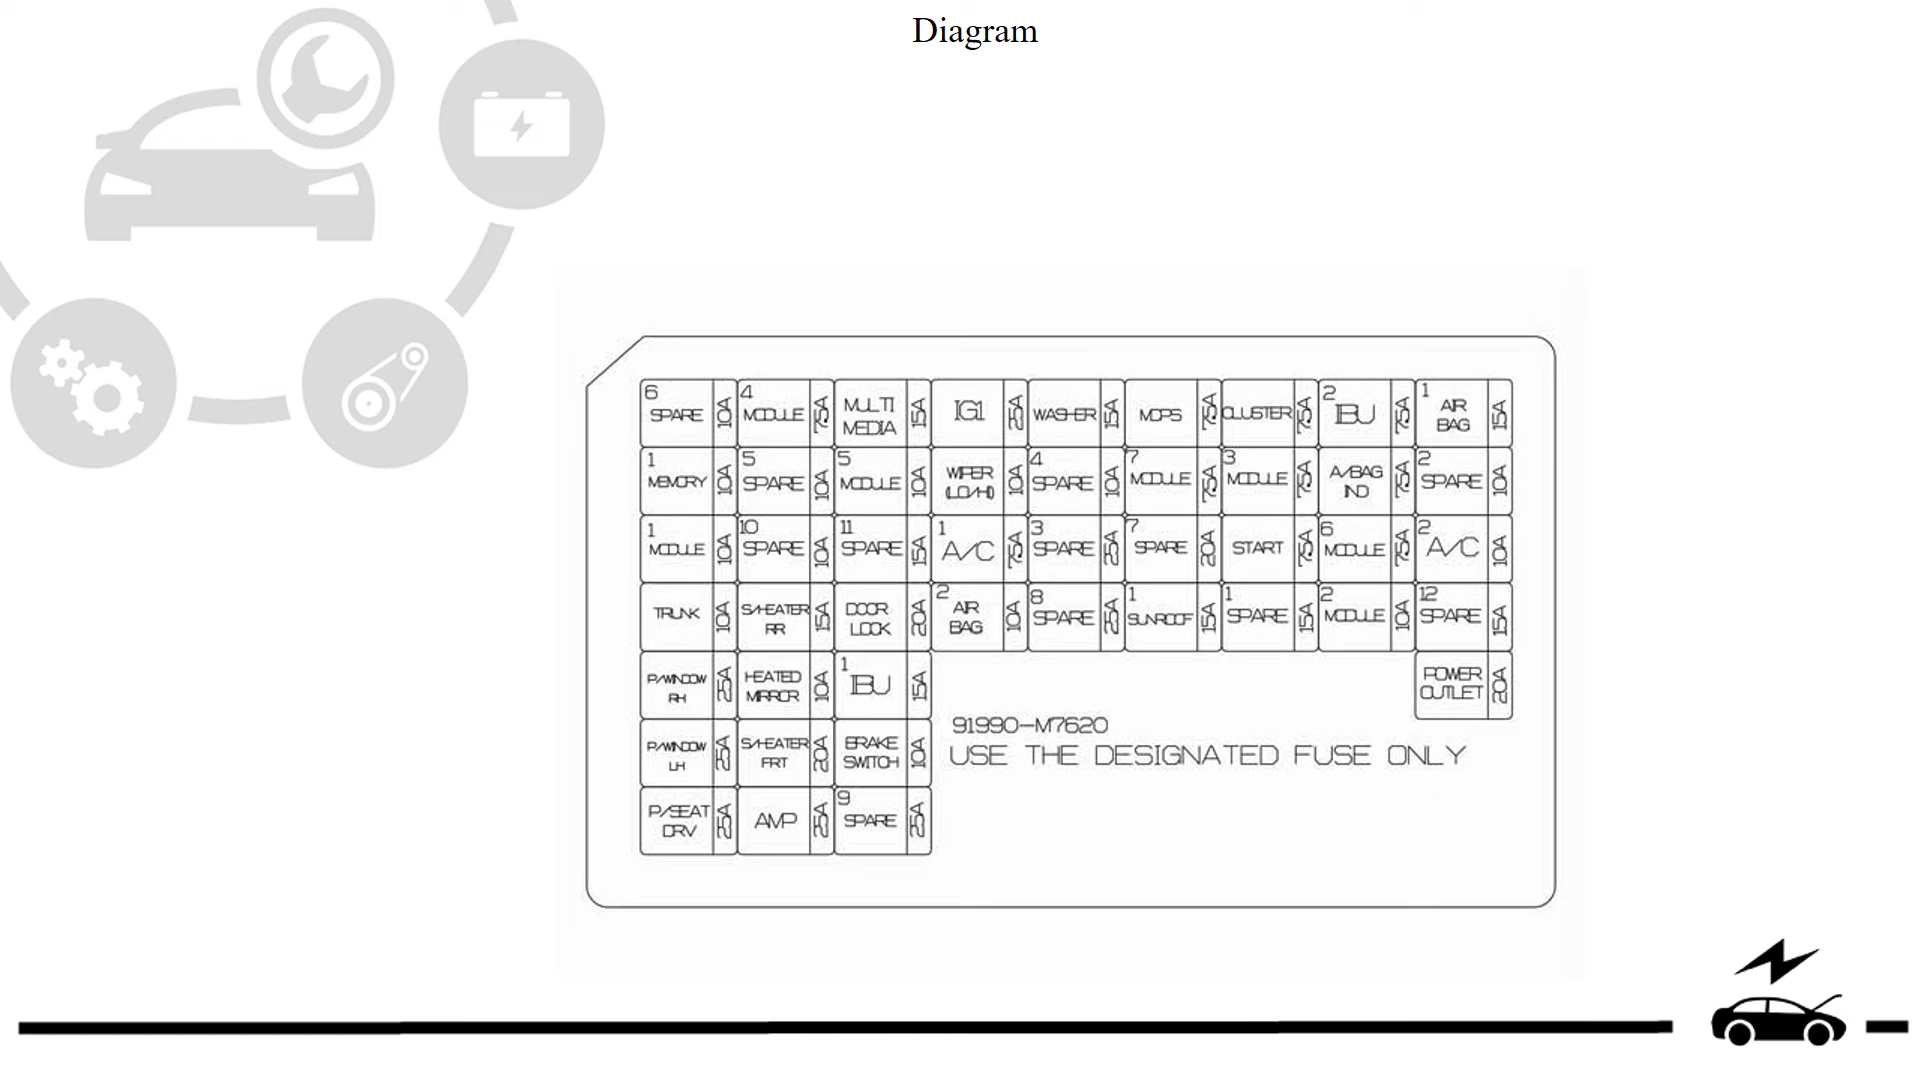 Diagram
6 SPARE 10A 4 MODULE 7.5A MULTI MEDIA 15A IG1 25A WASHER 15A MDPS 7.5A CLUSTER 7.5A 2 IBU 7.5A 1 AIR BAG 15A
1 MEMORY 10A 5 SPARE 10A 5 MODULE 10A WIPER (LO/HI) 10A 4 SPARE 10A 7 MODULE 7.5A 3 MODULE 7.5A A/BAG IND 7.5A 2 SPARE 10A
1 MODULE 10A 10 SPARE 10A 11 SPARE 15A 1 A/C 7.5A 3 SPARE 25A 7 SPARE 20A START 7.5A 6 MODULE 7.5A 2 A/C 10A
TRUNK 10A S/HEATER RR 15A DOOR LOCK 20A 2 AIR BAG 10A 8 SPARE 25A 1 SUNROOF 15A 1 SPARE 15A 2 MODULE 10A 12 SPARE 15A
P/WINDOW RH 25A HEATED MIRROR 10A 1 IBU 15A POWER OUTLET 20A
91990-M7620
P/WINDOW LH 25A S/HEATER FRT 20A BRAKE SWITCH 10A
USE THE DESIGNATED FUSE ONLY
P/SEAT DRV 25A AMP 25A 9 SPARE 25A